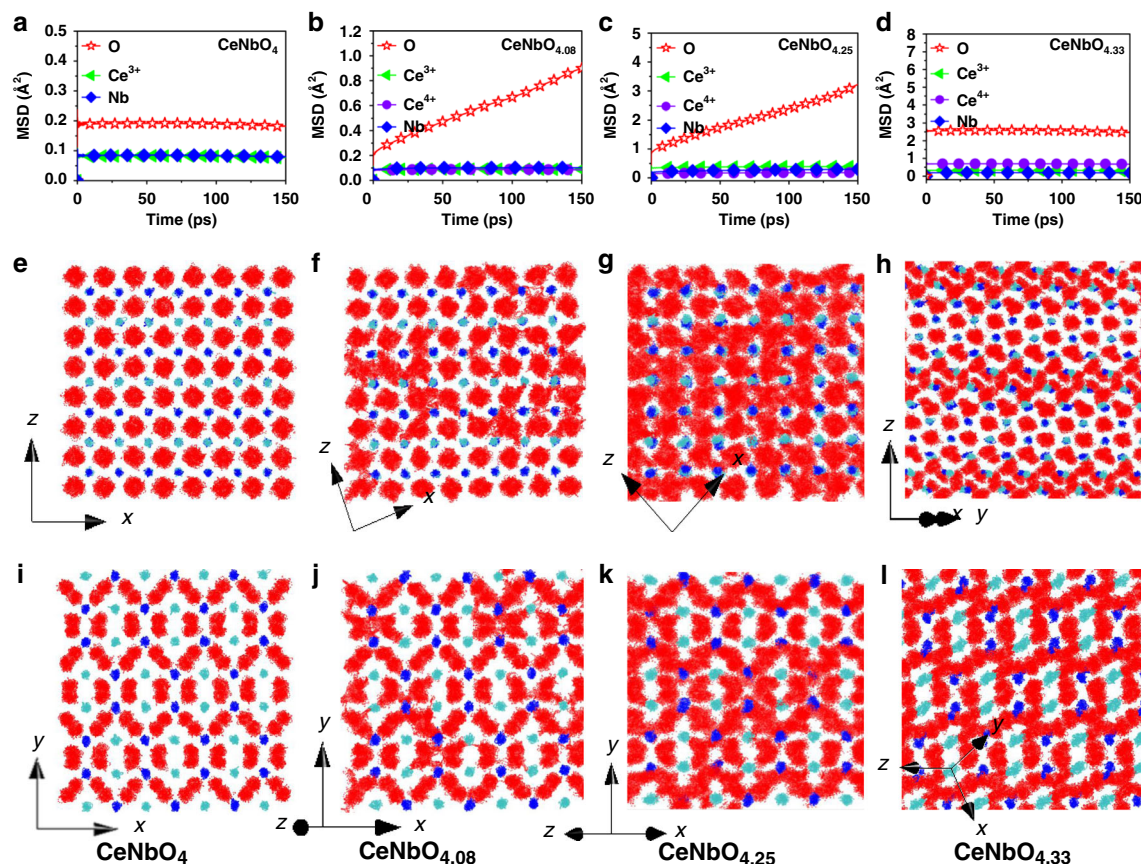 a b c d
MSD (Å²) 0.5 0.4 0.3 0.2 0.1 0.0
O CeNbO₄
Ce³⁺
Nb
0 50 100 150
Time (ps)
MSD (Å²) 1.2 1.0 0.8 0.6 0.4 0.2 0.0
O CeNbO₄.₀₈
Ce³⁺
Ce⁴⁺
Nb
0 50 100 150
Time (ps)
MSD (Å²) 5 4 3 2 1 0
O CeNbO₄.₂₅
Ce³⁺
Ce⁴⁺
Nb
0 50 100 150
Time (ps)
MSD (Å²) 8 7 6 5 4 3 2 1 0
O CeNbO₄.₃₃
Ce³⁺
Ce⁴⁺
Nb
0 50 100 150
Time (ps)
e f g h
z x
z x
z x
z x y
i j k l
y x
y z x
y z x
y z x
CeNbO₄ CeNbO₄.₀₈ CeNbO₄.₂₅ CeNbO₄.₃₃